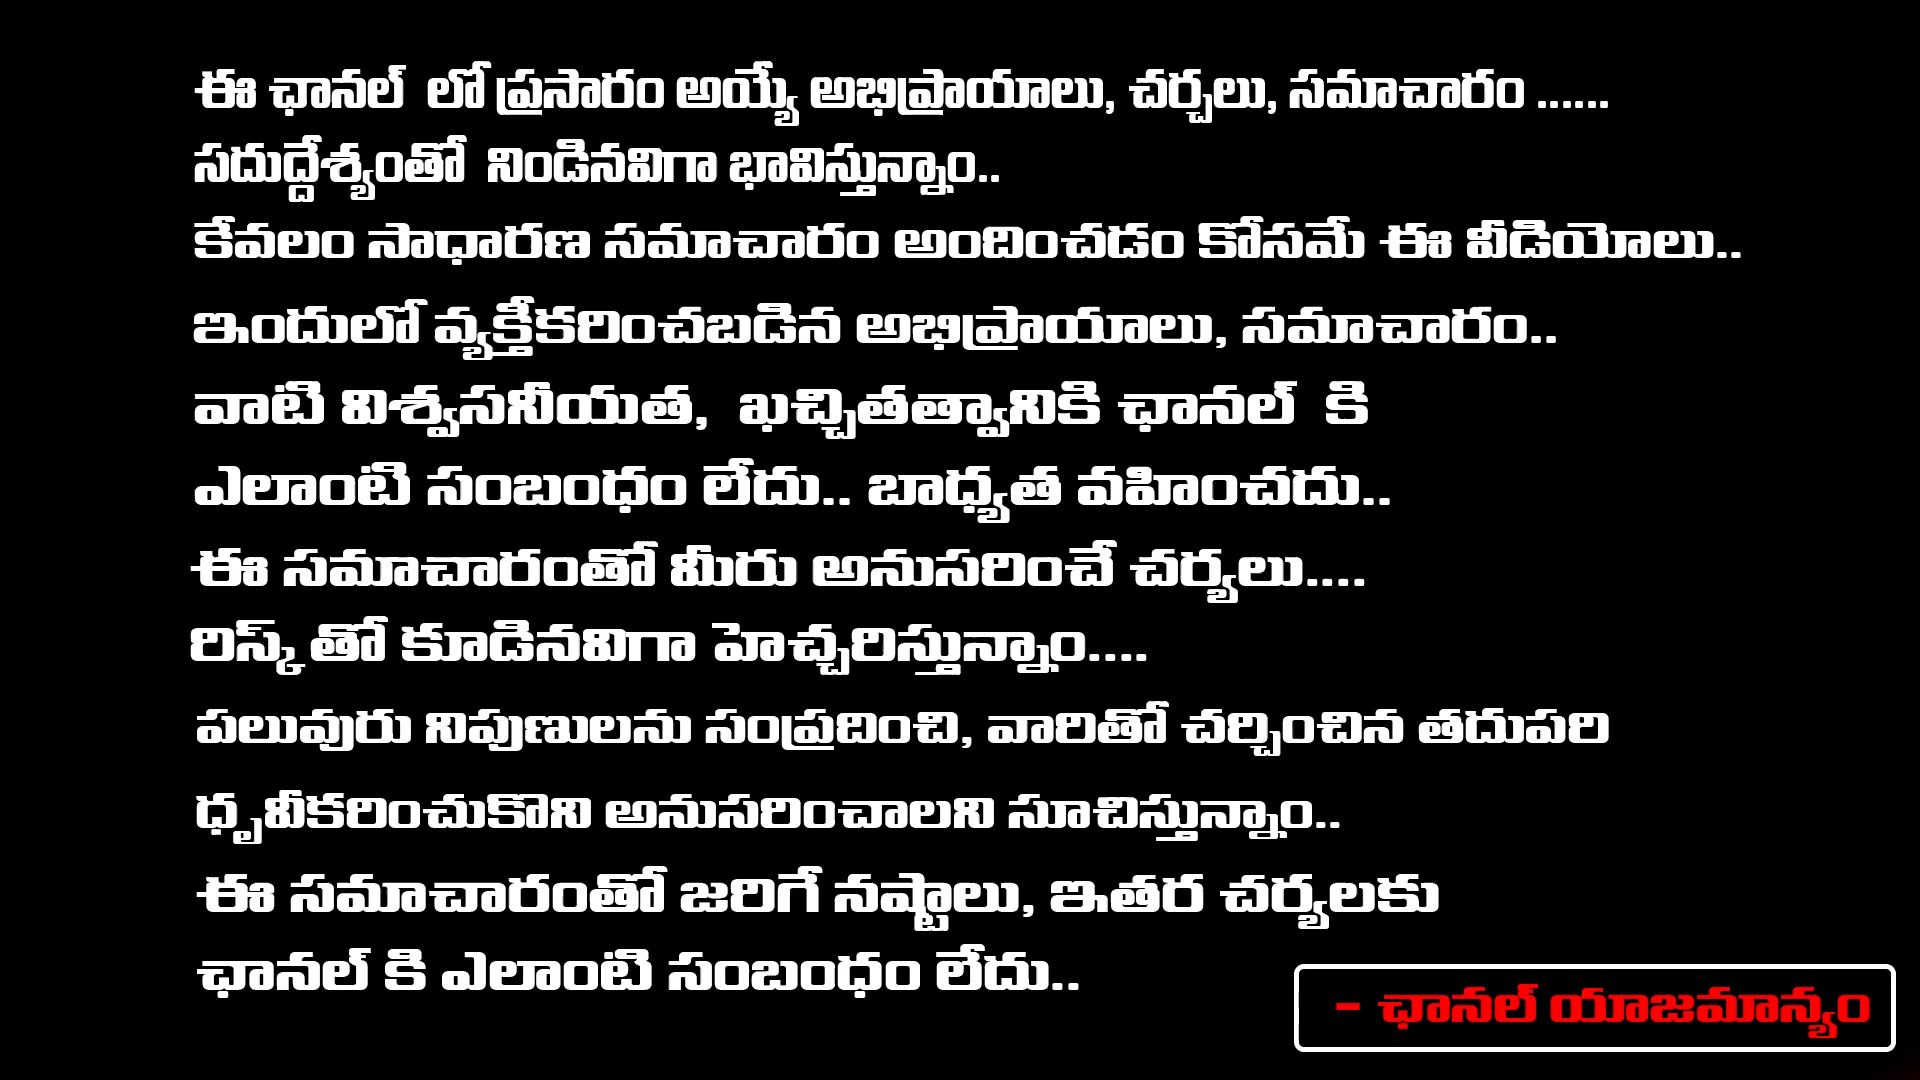 ఈ ఛానల్ లో ప్రసారం అయ్యే అభిప్రాయాలు, చర్చలు, సమాచారం ......
సదుద్దేశ్యంతో నిండినవిగా భావిస్తున్నాం..
కేవలం సాధారణ సమాచారం అందించడం కోసమే ఈ వీడియోలు..
ఇందులో వ్యక్తీకరించబడిన అభిప్రాయాలు, సమాచారం..
వాటి విశ్వసనీయత, ఖచ్చితత్వానికి ఛానల్ కి
ఎలాంటి సంబంధం లేదు.. బాధ్యత వహించదు..
ఈ సమాచారంతో మీరు అనుసరించే చర్యలు....
రిస్క్ తో కూడినవిగా హెచ్చరిస్తున్నాం....
పలువురు నిపుణులను సంప్రదించి, వారితో చర్చించిన తదుపరి
ధృవీకరించుకొని అనుసరించాలని సూచిస్తున్నాం..
ఈ సమాచారంతో జరిగే నష్టాలు, ఇతర చర్యలకు
ఛానల్ కి ఎలాంటి సంబంధం లేదు..
- ఛానల్ యాజమాన్యం